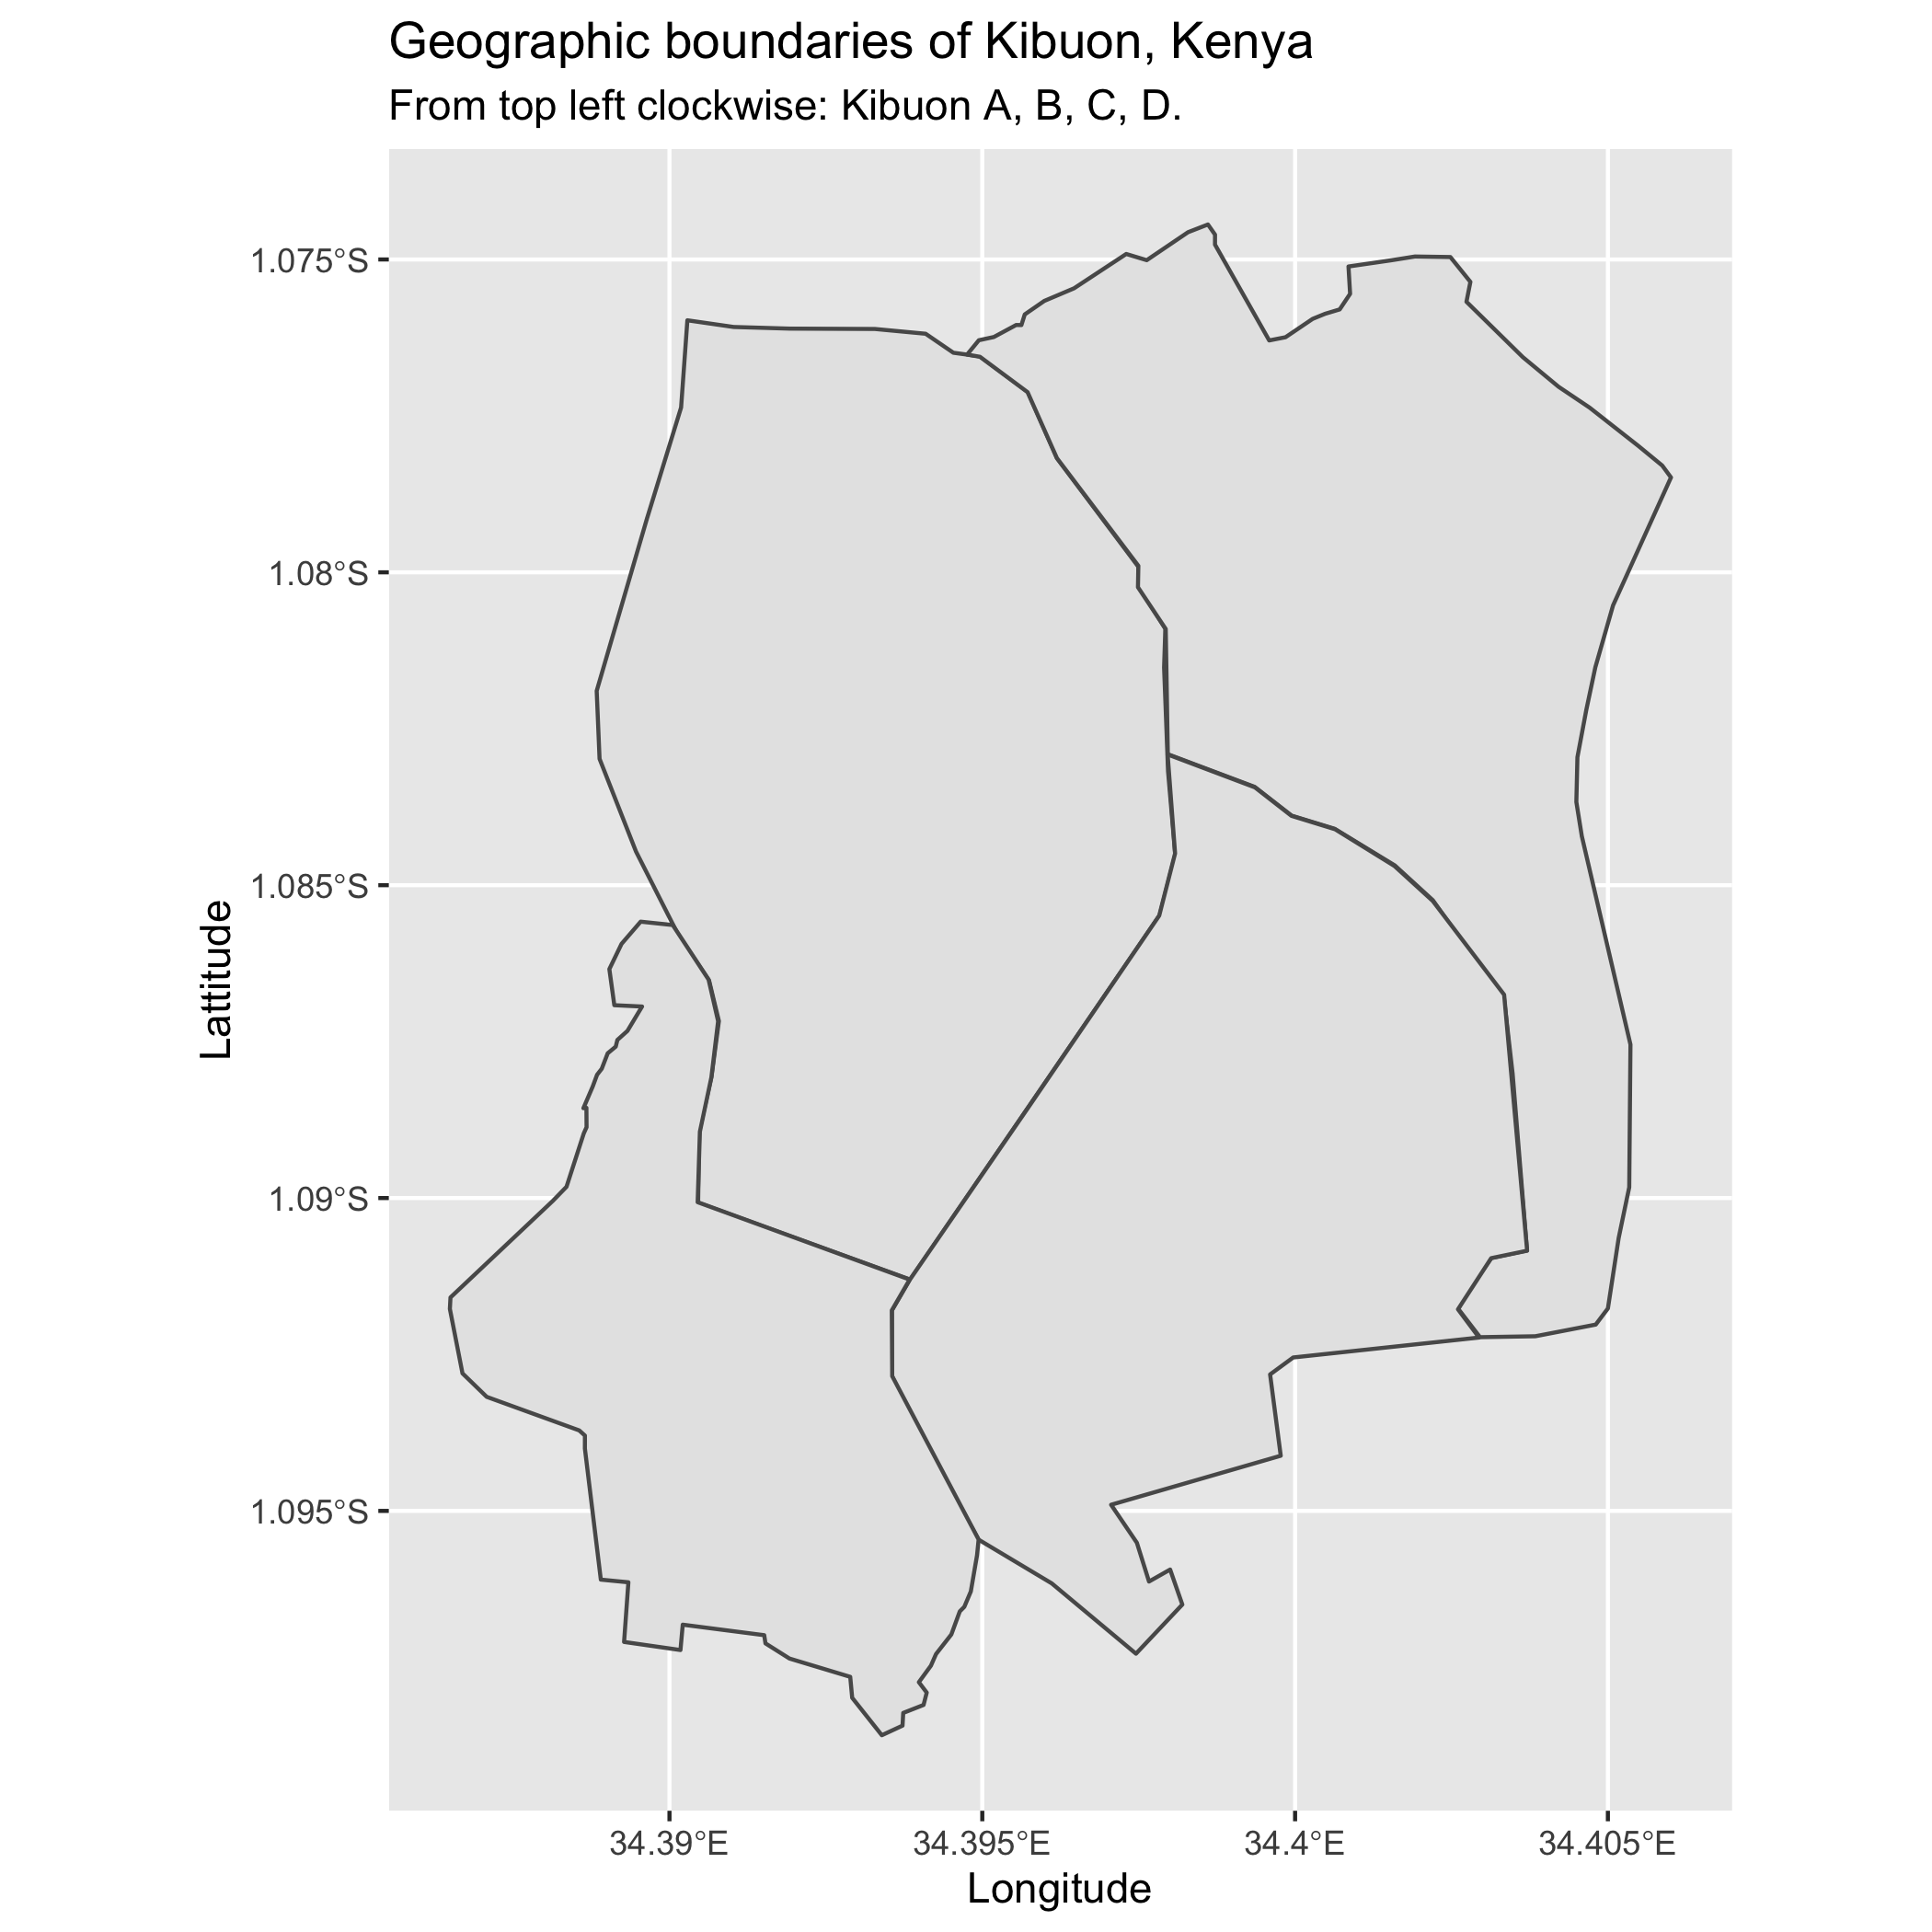 Geographic boundaries of Kibuon, Kenya
From top left clockwise: Kibuon A, B, C, D.
1.075°S
1.08°S
1.085°S
1.09°S
1.095°S
Lattitude
34.39°E
34.395°E
34.4°E
34.405°E
Longitude